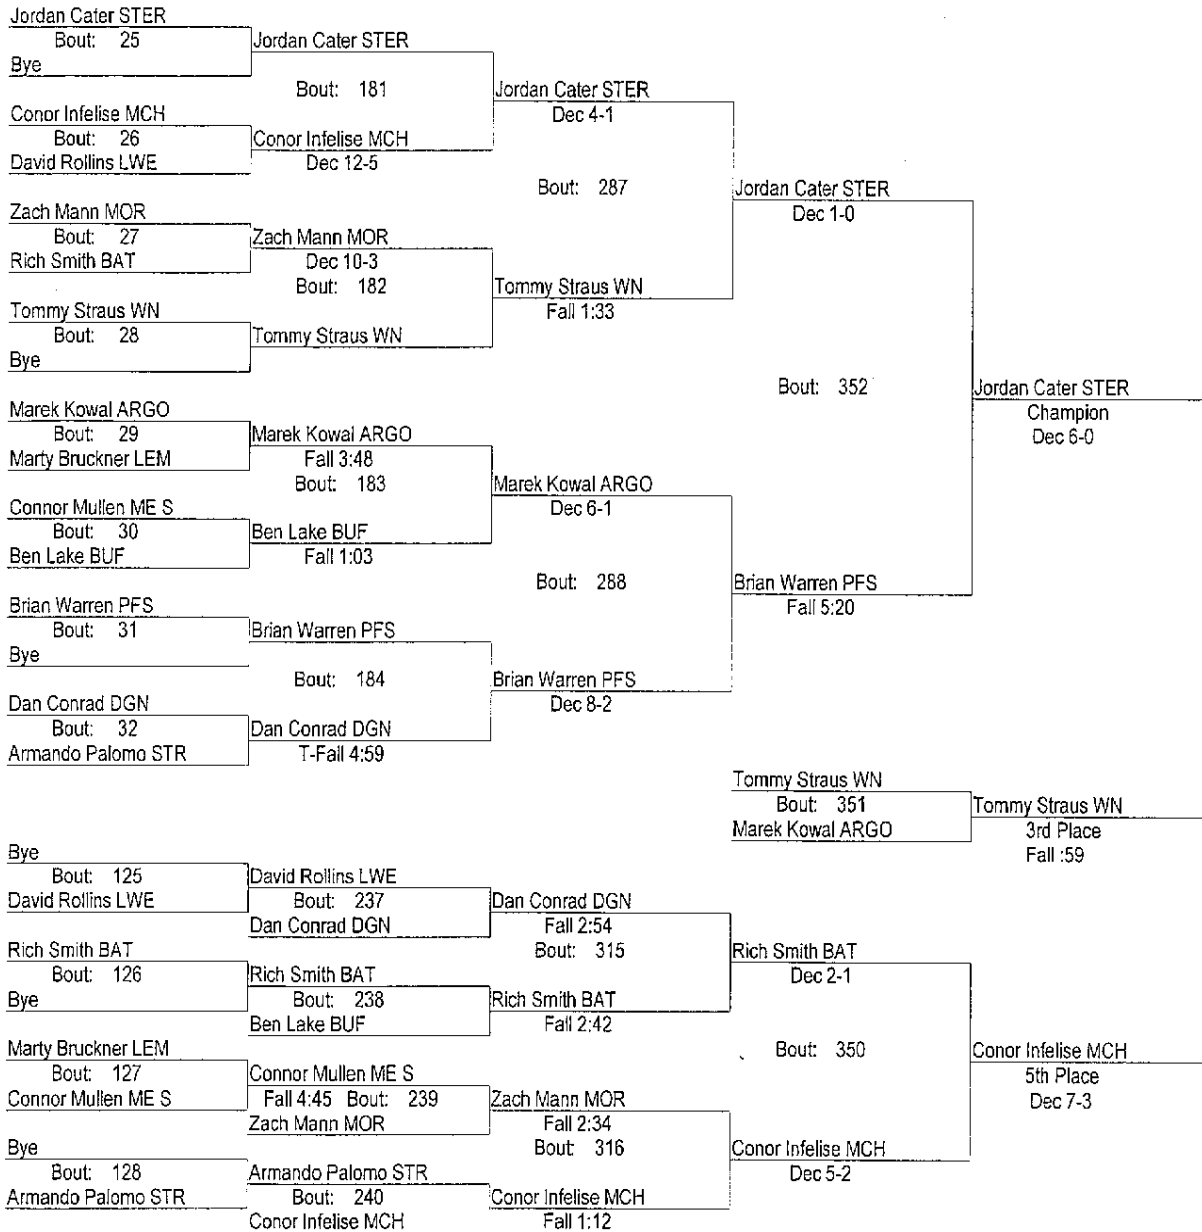 Jordan Cater STER
Bout: 25
Bye
Jordan Cater STER
Bout: 181
Conor Infelise MCH
Bout: 26
David Rollins LWE
Conor Infelise MCH
Dec 12-5
Jordan Cater STER
Dec 4-1
Bout: 287
Zach Mann MOR
Bout: 27
Rich Smith BAT
Zach Mann MOR
Dec 10-3
Bout: 182
Tommy Straus WN
Bout: 28
Bye
Tommy Straus WN
Tommy Straus WN
Fall 1:33
Jordan Cater STER
Dec 1-0
Bout: 352
Jordan Cater STER
Champion
Dec 6-0
Marek Kowal ARGO
Bout: 29
Marty Bruckner LEM
Marek Kowal ARGO
Fall 3:48
Bout: 183
Connor Mullen ME S
Bout: 30
Ben Lake BUF
Ben Lake BUF
Fall 1:03
Marek Kowal ARGO
Dec 6-1
Bout: 288
Brian Warren PFS
Bout: 31
Bye
Brian Warren PFS
Bout: 184
Dan Conrad DGN
Bout: 32
Armando Palomo STR
Dan Conrad DGN
T-Fall 4:59
Brian Warren PFS
Dec 8-2
Brian Warren PFS
Fall 5:20
Tommy Straus WN
Bout: 351
Marek Kowal ARGO
Tommy Straus WN
3rd Place
Fall :59
Bye
Bout: 125
David Rollins LWE
David Rollins LWE
Bout: 237
Dan Conrad DGN
Dan Conrad DGN
Fall 2:54
Bout: 315
Rich Smith BAT
Bout: 126
Bye
Rich Smith BAT
Bout: 238
Ben Lake BUF
Rich Smith BAT
Fall 2:42
Rich Smith BAT
Dec 2-1
Bout: 350
Marty Bruckner LEM
Bout: 127
Connor Mullen ME S
Connor Mullen ME S
Fall 4:45 Bout: 239
Zach Mann MOR
Zach Mann MOR
Fall 2:34
Bout: 316
Bye
Bout: 128
Armando Palomo STR
Armando Palomo STR
Bout: 240
Conor Infelise MCH
Conor Infelise MCH
Fall 1:12
Conor Infelise MCH
Dec 5-2
Conor Infelise MCH
5th Place
Dec 7-3